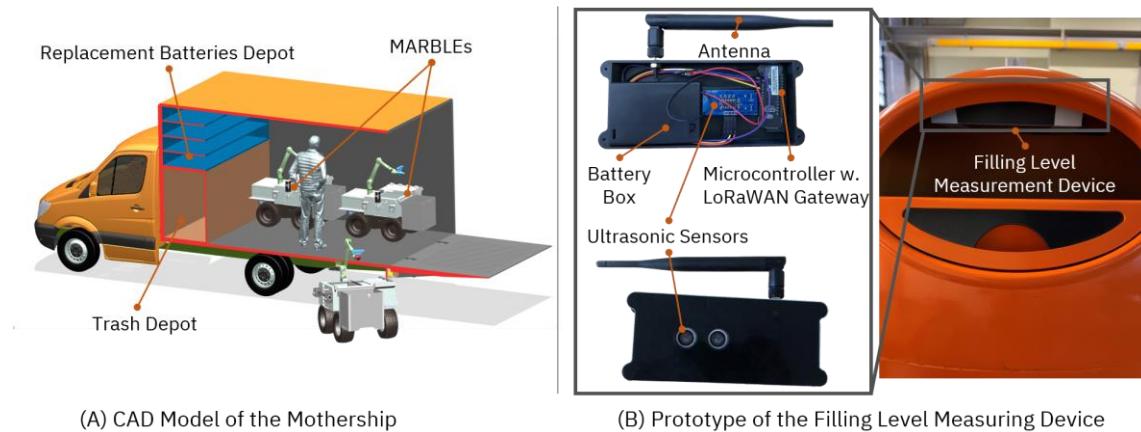 Replacement Batteries Depot
MARBLEs
Trash Depot
(A) CAD Model of the Mothership
Antenna
Battery
Box
Microcontroller w.
LoRaWAN Gateway
Ultrasonic Sensors
Filling Level
Measurement Device
(B) Prototype of the Filling Level Measuring Device